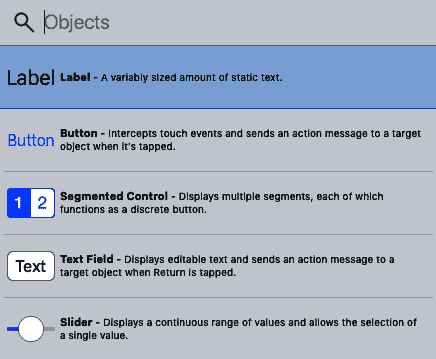 Objects
Label Label - A variably sized amount of static text.
Button Button - Intercepts touch events and sends an action message to a target
object when it's tapped.
1 2 Segmented Control - Displays multiple segments, each of which
functions as a discrete button.
Text Text Field - Displays editable text and sends an action message to a
target object when Return is tapped.
Slider - Displays a continuous range of values and allows the selection of
a single value.